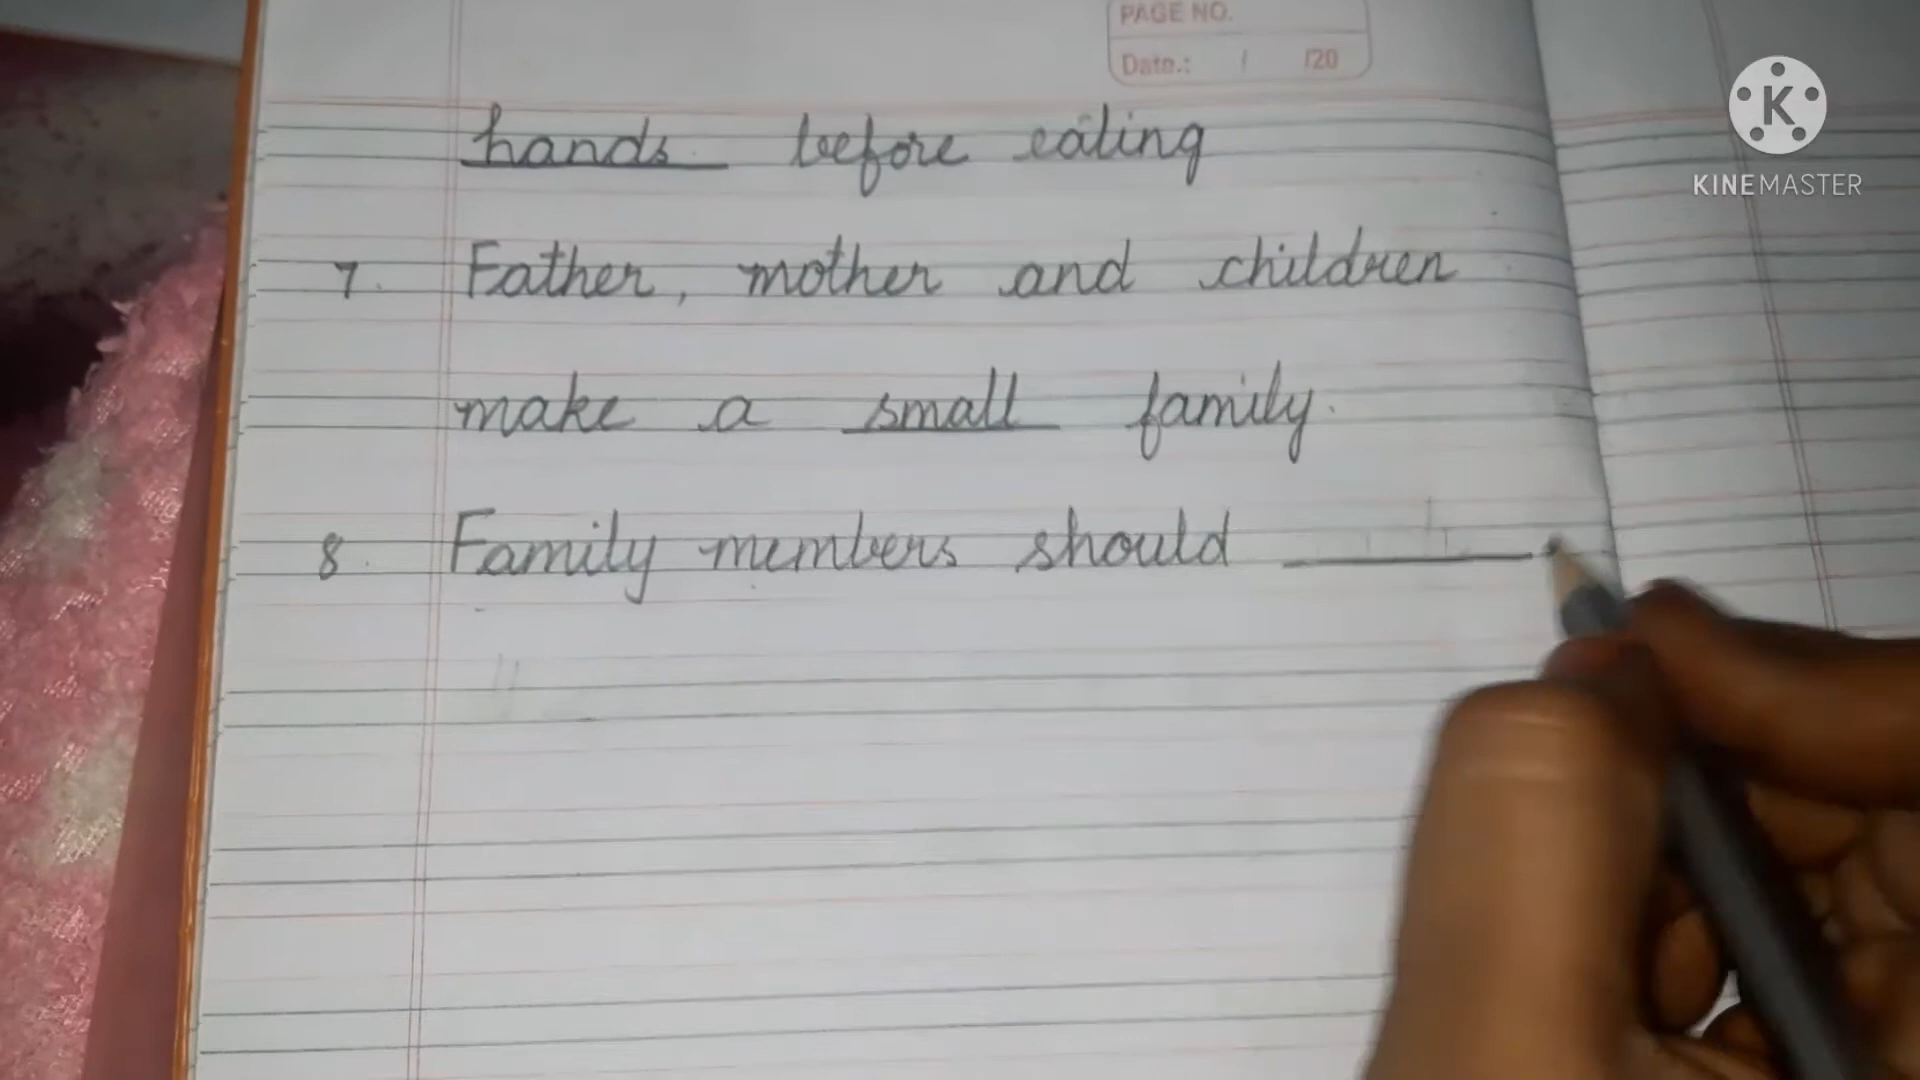 PAGE NO.
Date.: / /20
KINEMASTER
hands before eating
7. Father, mother and children
make a small family.
8. Family members should ______